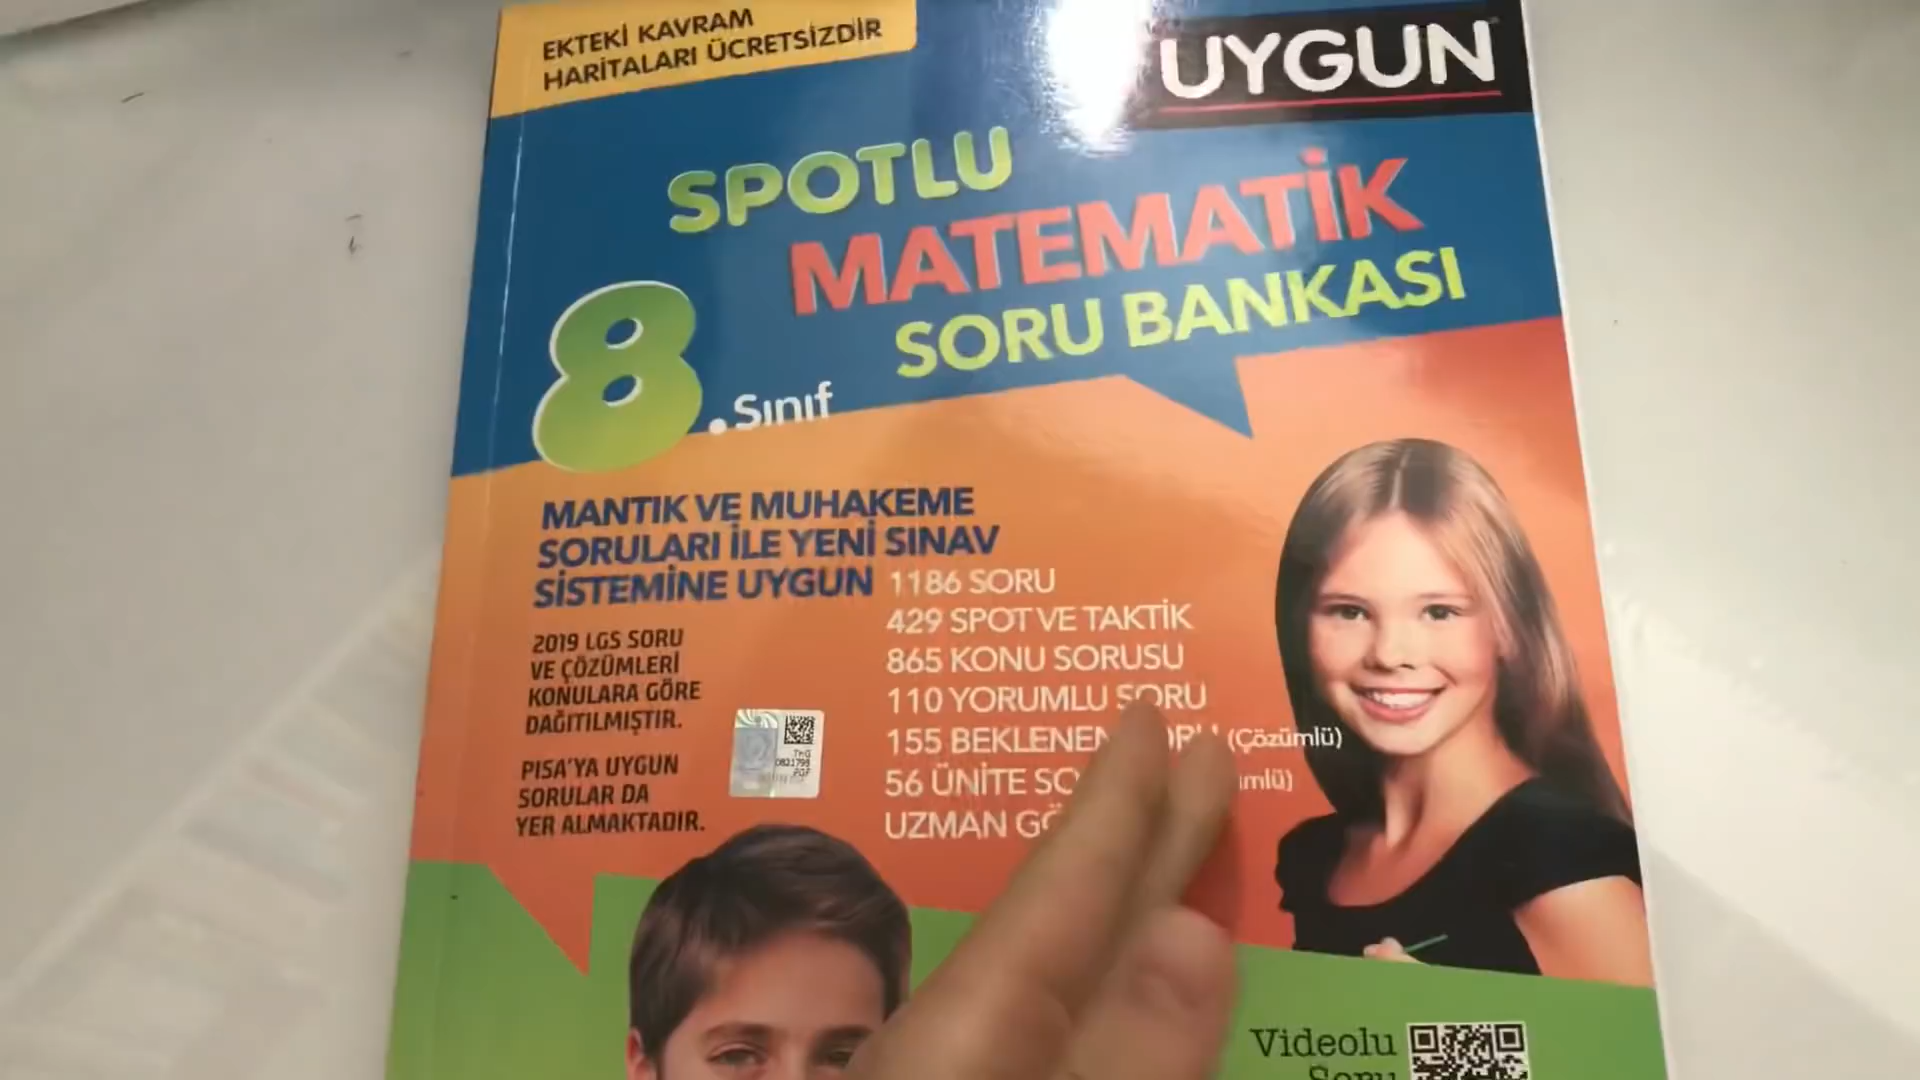 EKTEKİ KAVRAM
HARİTALARI ÜCRETSİZDİR
UYGUN
SPOTLU
MATEMATİK
SORU BANKASI
8.Sınıf
MANTIK VE MUHAKEME
SORULARI İLE YENİ SINAV
SİSTEMİNE UYGUN
1186 SORU
429 SPOT VE TAKTİK
865 KONU SORUSU
110 YORUMLU SORU
155 BEKLENEN (Çözümlü)
56 ÜNİTE
UZMAN
2019 LGS SORU
VE ÇÖZÜMLERİ
KONULARA GÖRE
DAĞITILMIŞTIR.
PISA'YA UYGUN
SORULAR DA
YER ALMAKTADIR.
Videolu
Soru